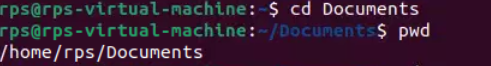 rps@rps-virtual-machine:~$ cd Documents
rps@rps-virtual-machine:~/Documents$ pwd
/home/rps/Documents